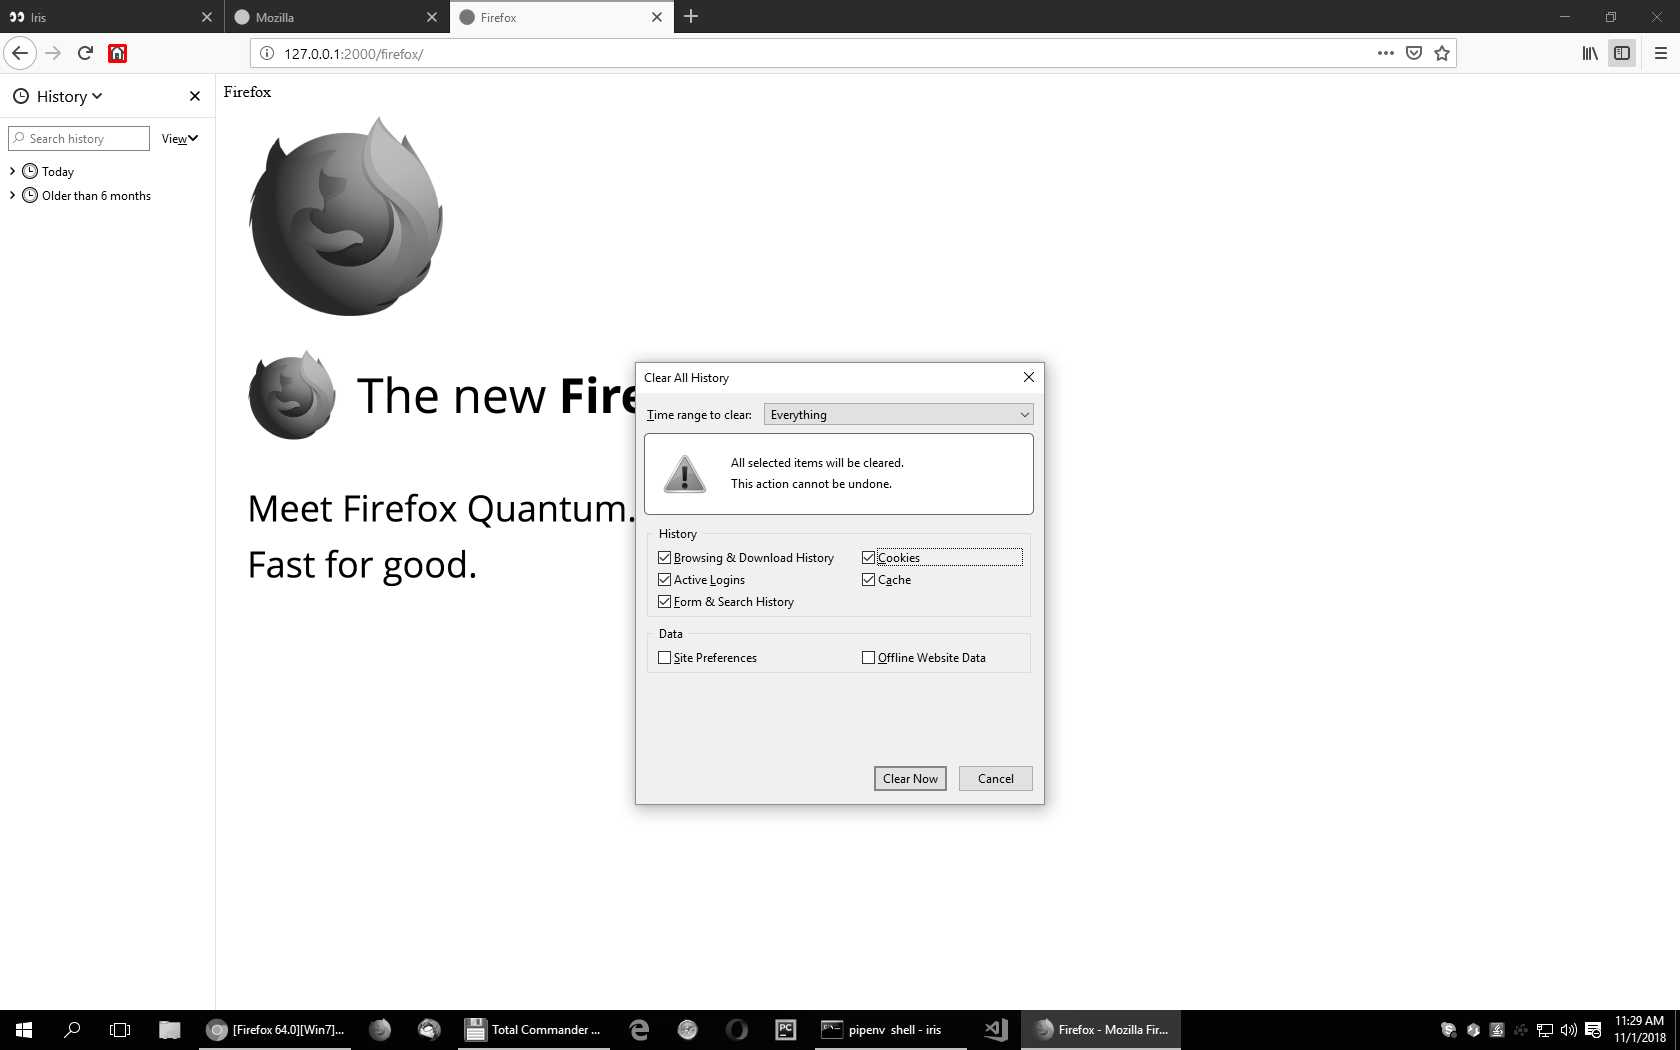 Iris
Mozilla
Firefox
127.0.0.1:2000/firefox/
History
Search history
View
Today
Older than 6 months
Firefox
The new Fire
Meet Firefox Quantum.
Fast for good.
Clear All History
Time range to clear: Everything
All selected items will be cleared.
This action cannot be undone.
History
Browsing & Download History
Cookies
Active Logins
Cache
Form & Search History
Data
Site Preferences
Offline Website Data
Clear Now
Cancel
[Firefox 64.0][Win7]...
Total Commander ...
PC
pipenv shell - iris
Firefox - Mozilla Fir...
11:29 AM
11/1/2018